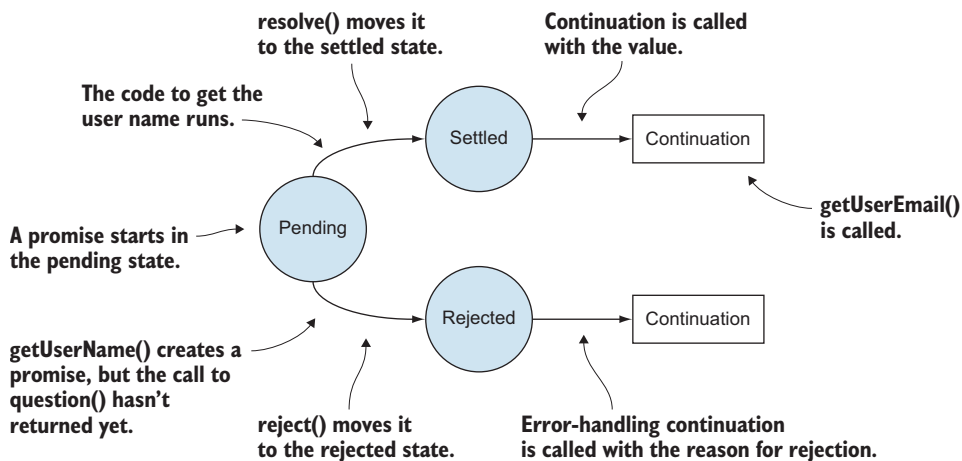 resolve() moves it
to the settled state.
Continuation is called
with the value.
The code to get the
user name runs.
Settled
Continuation
getUserEmail()
is called.
A promise starts in
the pending state.
Pending
Rejected
Continuation
getUserName() creates a
promise, but the call to
question() hasn't
returned yet.
reject() moves it
to the rejected state.
Error-handling continuation
is called with the reason for rejection.